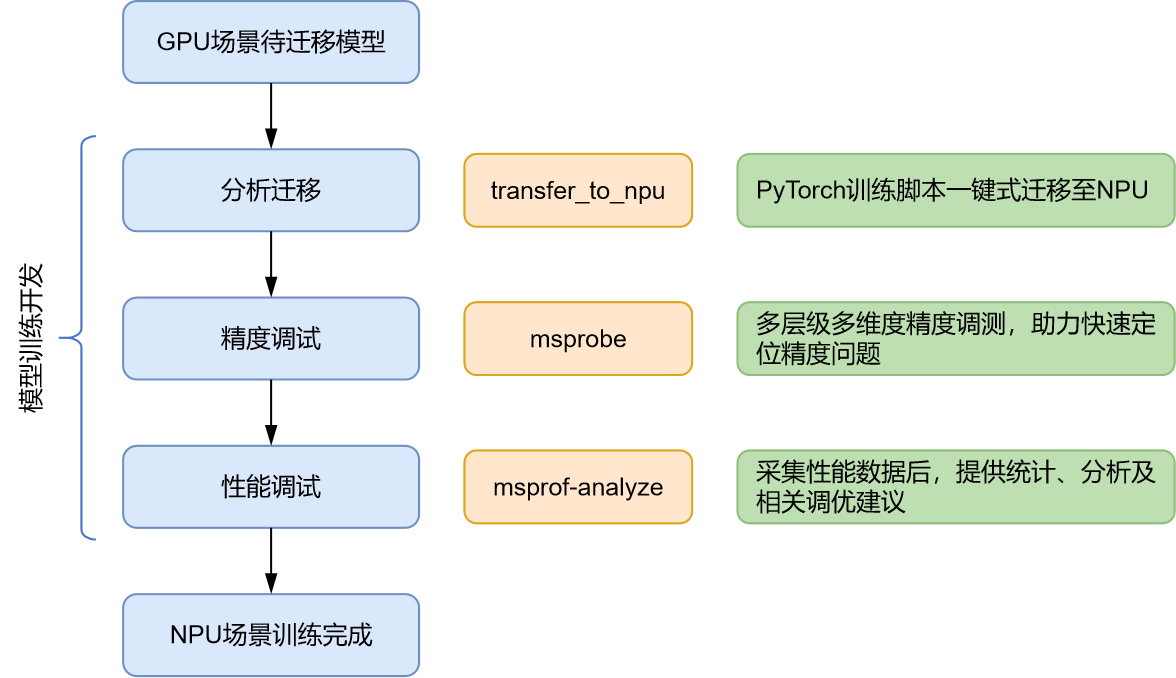 GPU场景待迁移模型
模型训练开发
分析迁移
transfer_to_npu
PyTorch训练脚本一键式迁移至NPU
精度调试
msprobe
多层级多维度精度调测，助力快速定
位精度问题
性能调试
msprof-analyze
采集性能数据后，提供统计、分析及
相关调优建议
NPU场景训练完成